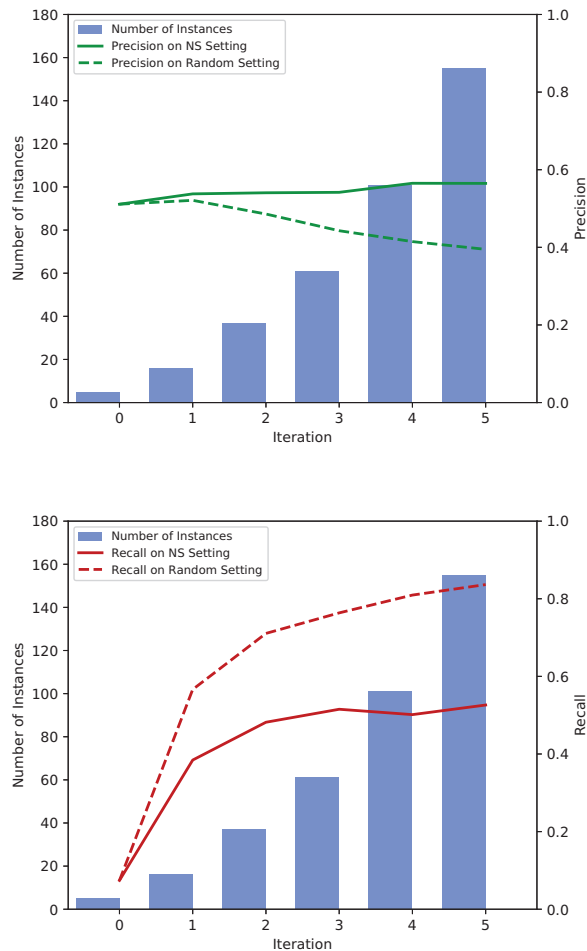 180
160
140
120
100
80
60
40
20
0
Number of Instances
Number of Instances
Precision on NS Setting
Precision on Random Setting
1.0
0.8
0.6
0.4
0.2
0.0
Precision
0 1 2 3 4 5
Iteration
180
160
140
120
100
80
60
40
20
0
Number of Instances
Number of Instances
Recall on NS Setting
Recall on Random Setting
1.0
0.8
0.6
0.4
0.2
0.0
Recall
0 1 2 3 4 5
Iteration